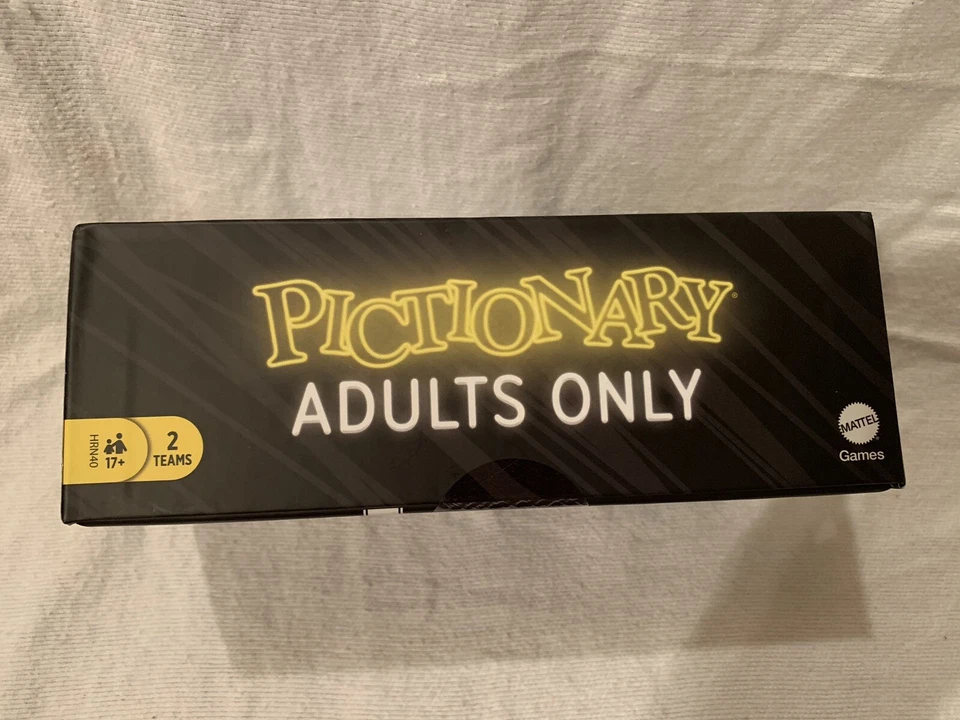 PICTIONARY®
ADULTS ONLY
HRN40
17+
2
TEAMS
MATTEL
Games